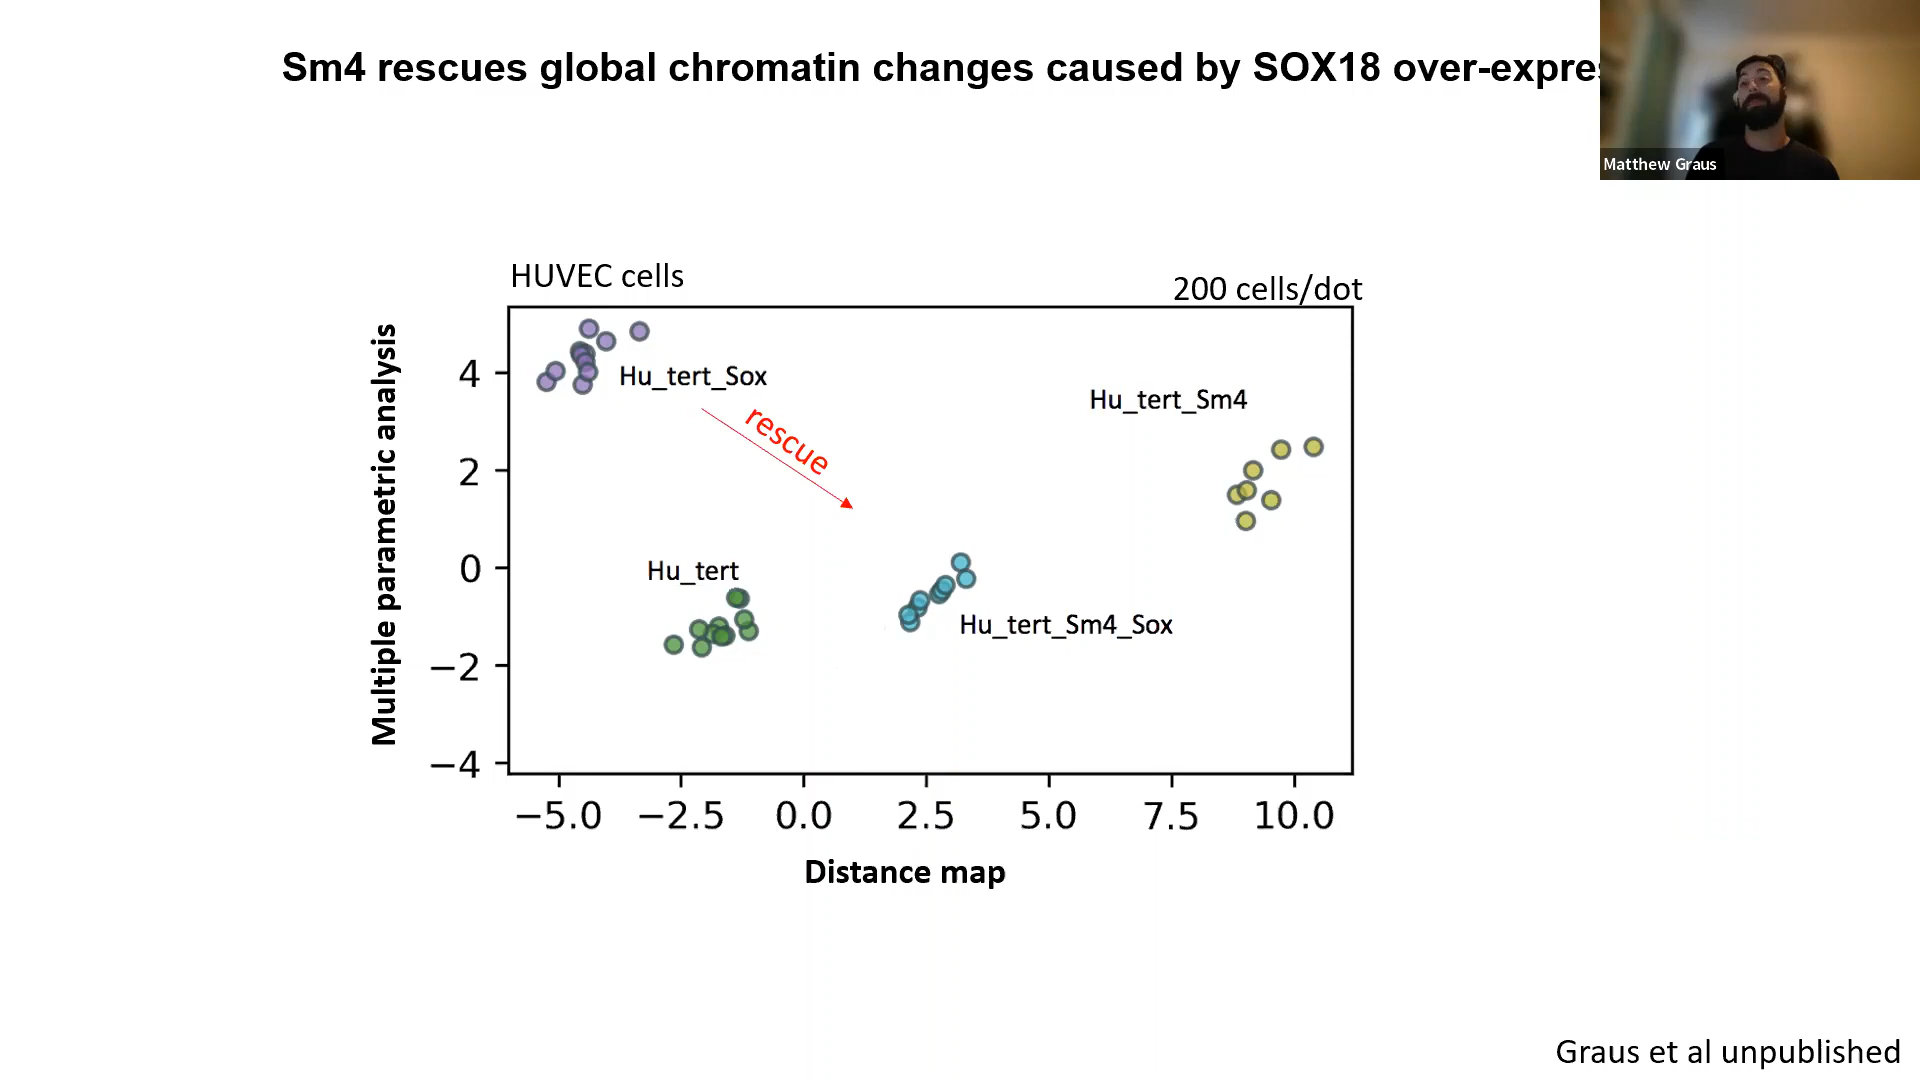 Sm4 rescues global chromatin changes caused by SOX18 over-expres
Matthew Graus
HUVEC cells
200 cells/dot
Multiple parametric analysis
4
2
0
−2
−4
Hu_tert_Sox
rescue
Hu_tert_Sm4
Hu_tert
Hu_tert_Sm4_Sox
−5.0 −2.5 0.0 2.5 5.0 7.5 10.0
Distance map
Graus et al unpublished